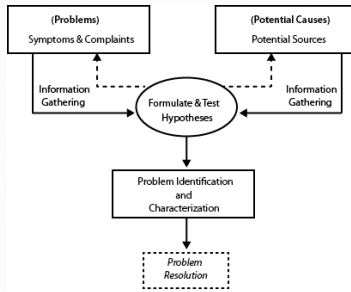 (Problems)
Symptoms & Complaints
(Potential Causes)
Potential Sources
Information
Gathering
Formulate & Test
Hypotheses
Information
Gathering
Problem Identification
and
Characterization
Problem
Resolution